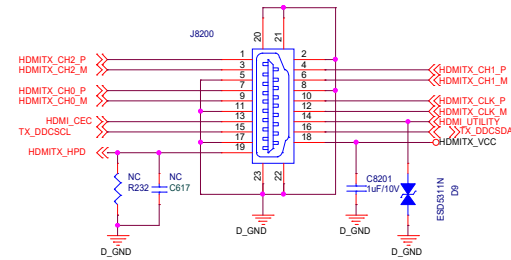 J8200
20
21
HDMITX_CH2_P
1
2
HDMITX_CH2_M
3
4
HDMITX_CH1_P
5
6
HDMITX_CH1_M
HDMITX_CH0_P
7
8
HDMITX_CH0_M
9
10
HDMITX_CLK_P
11
12
HDMITX_CLK_M
HDMI_CEC
13
14
HDMI_UTILITY
TX_DDCSCL
15
16
TX_DDCSDA
17
18
HDMITX_VCC
HDMITX_HPD
19
23
22
NC
R232
NC
C617
C8201
1uF/10V
ESD5311N
D9
D_GND
D_GND
D_GND
D_GND